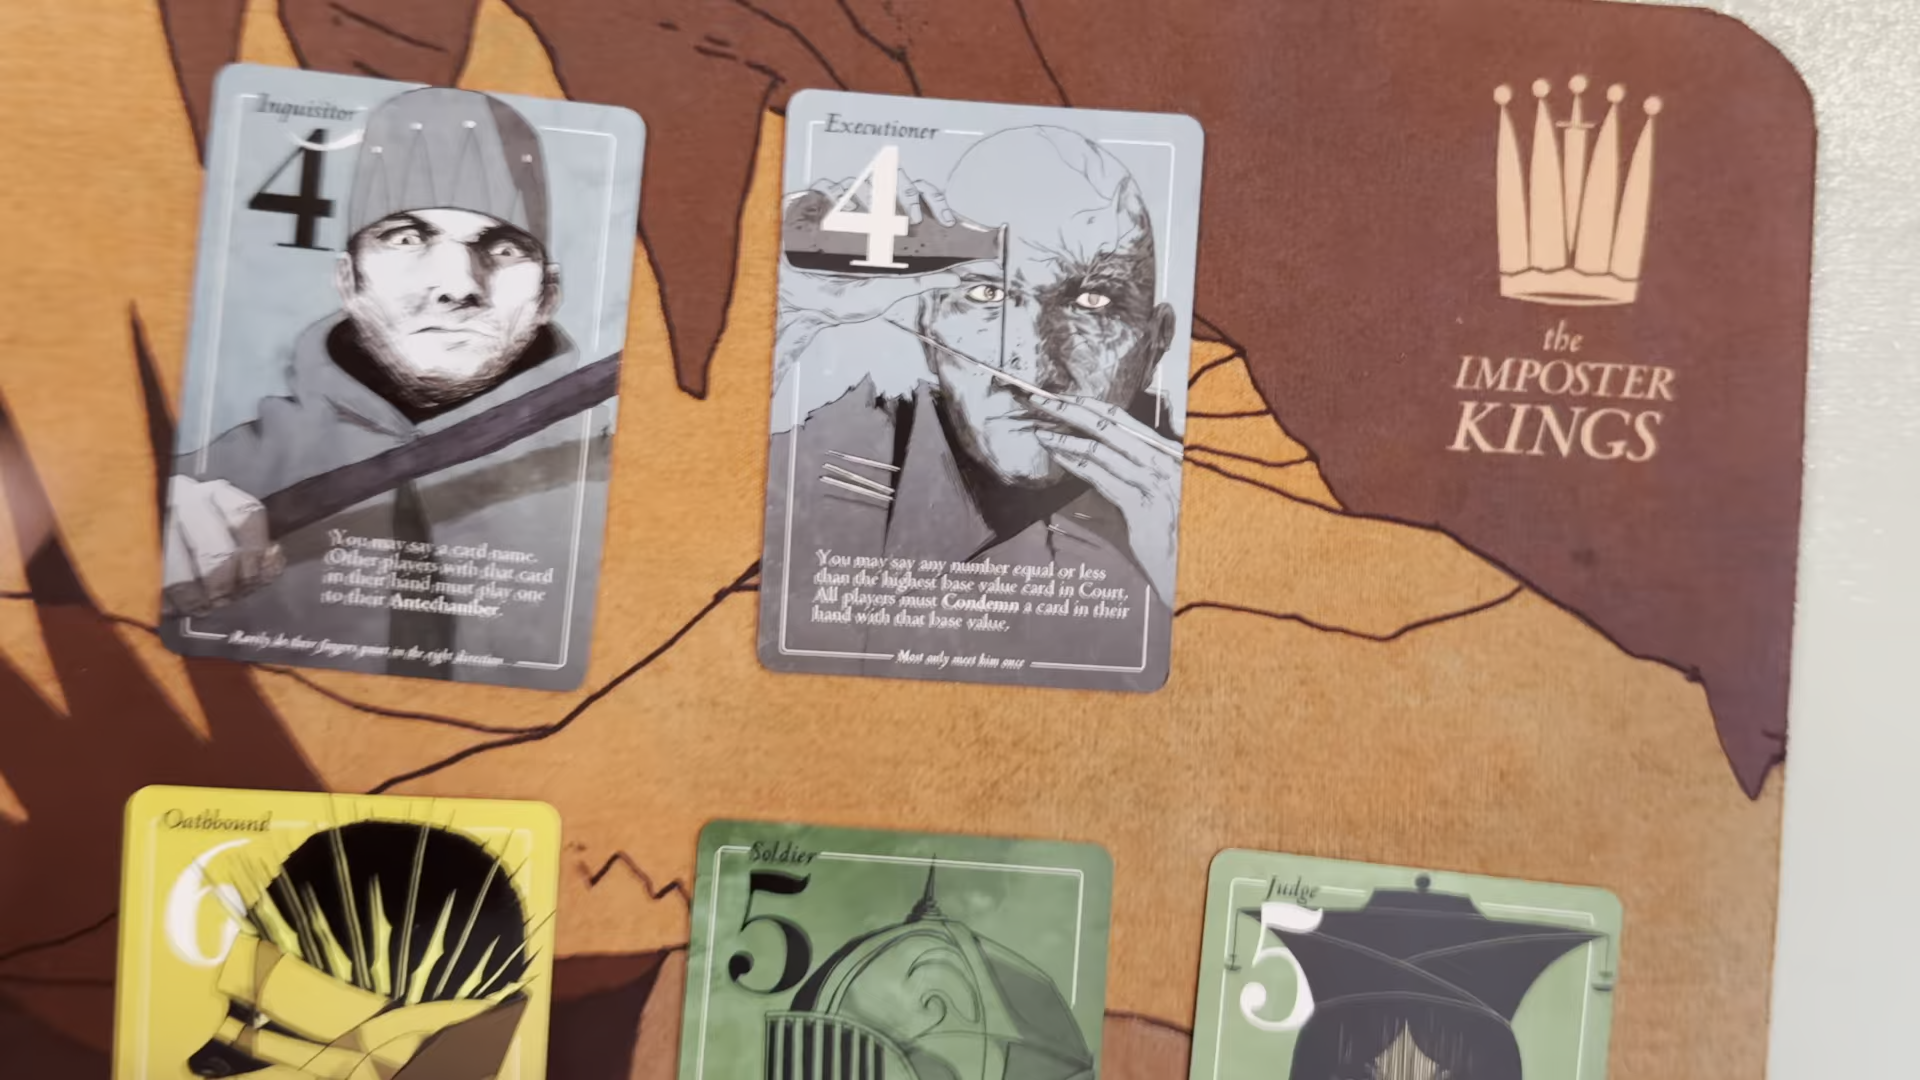 Inquisitor
4
You may say a card name.
Other players with that card
in their hand must play one
to their Antechamber.
Rarely do their fingers point in the right direction
Executioner
4
You may say any number equal or less
than the highest base value card in Court.
All players must Condemn a card in their
hand with that base value.
Most only meet him once
the
IMPOSTER
KINGS
Oathbound
6
Soldier
5
Judge
5